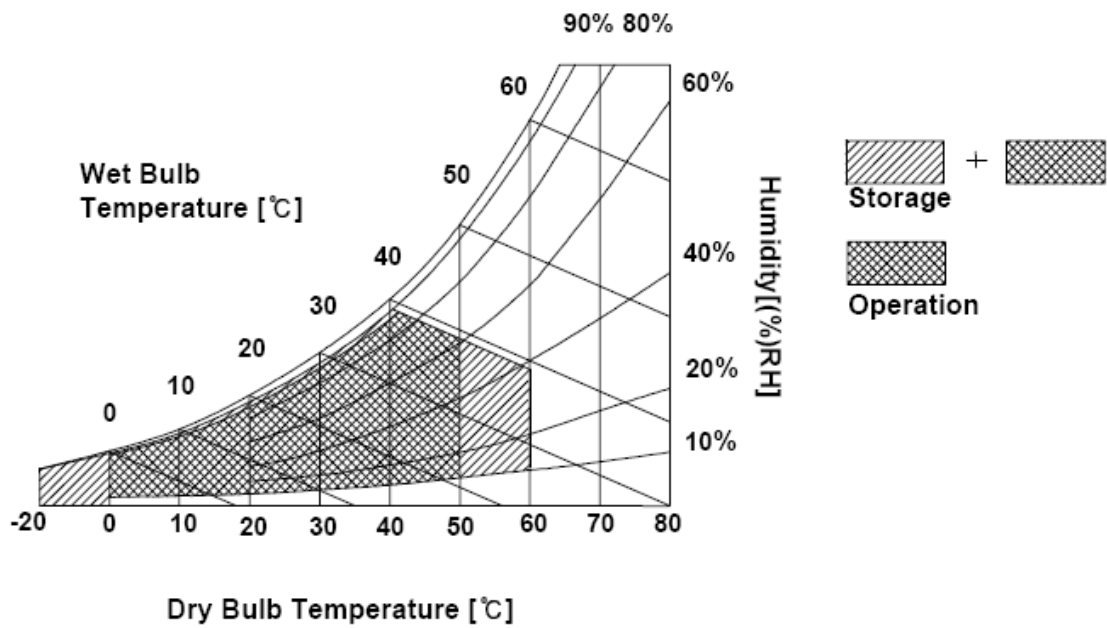 90% 80%
60
60%
50
Wet Bulb
Temperature [℃]
40
40%
30
20
20%
10
0
10%
Humidity[(%)RH]
-20 0 10 20 30 40 50 60 70 80
Dry Bulb Temperature [℃]
+
Storage
Operation